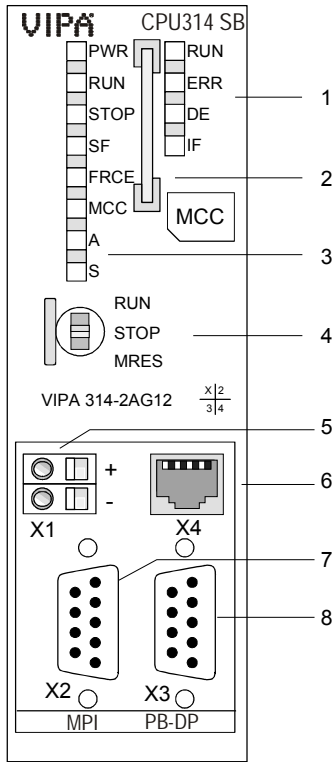 VIPA CPU314 SB
PWR RUN
RUN ERR
STOP DE
SF IF
FRCE
MCC MCC
A
S
1
2
3
RUN
STOP
MRES
4
VIPA 314-2AG12
X 2
3 4
5
+
-
6
X1 X4
7
8
X2 X3
MPI PB-DP